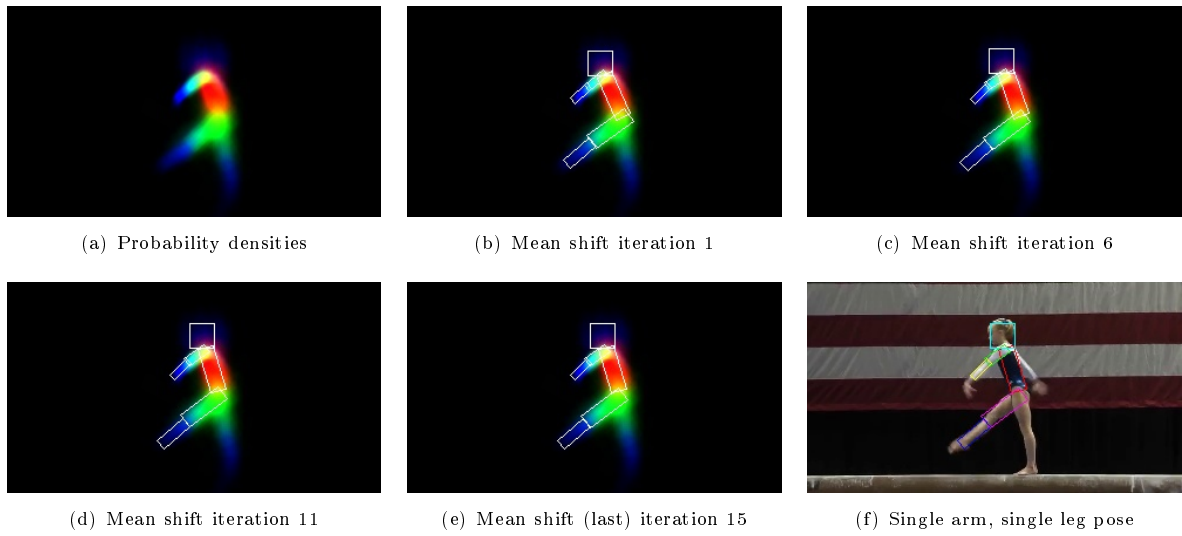 (a) Probability densities
(b) Mean shift iteration 1
(c) Mean shift iteration 6
(d) Mean shift iteration 11
(e) Mean shift (last) iteration 15
(f) Single arm, single leg pose